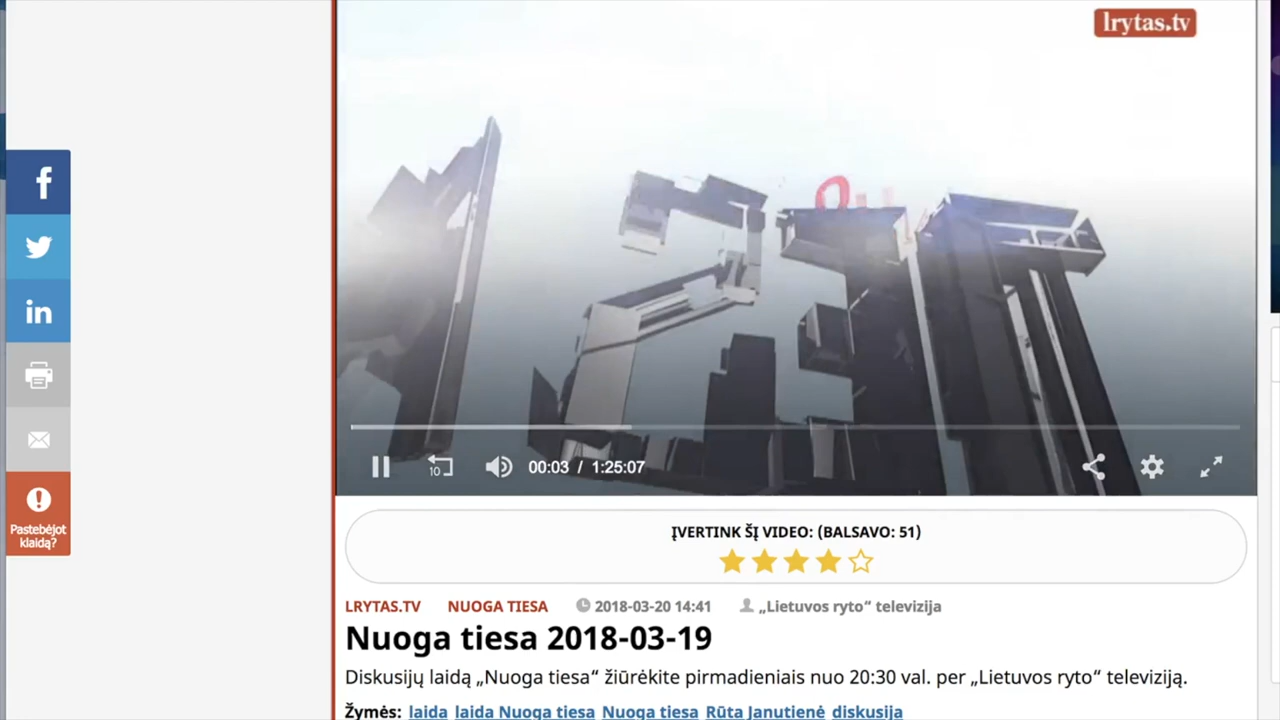 lrytas.tv
10
00:03 / 1:25:07
Pastebėjot
klaidą?
ĮVERTINK ŠĮ VIDEO: (BALSAVO: 51)
LRYTAS.TV NUOGA TIESA 2018-03-20 14:41 „Lietuvos ryto“ televizija
Nuoga tiesa 2018-03-19
Diskusijų laidą „Nuoga tiesa“ žiūrėkite pirmadieniais nuo 20:30 val. per „Lietuvos ryto“ televiziją.
Žymės: laida laida Nuoga tiesa Nuoga tiesa Rūta Janutienė diskusija